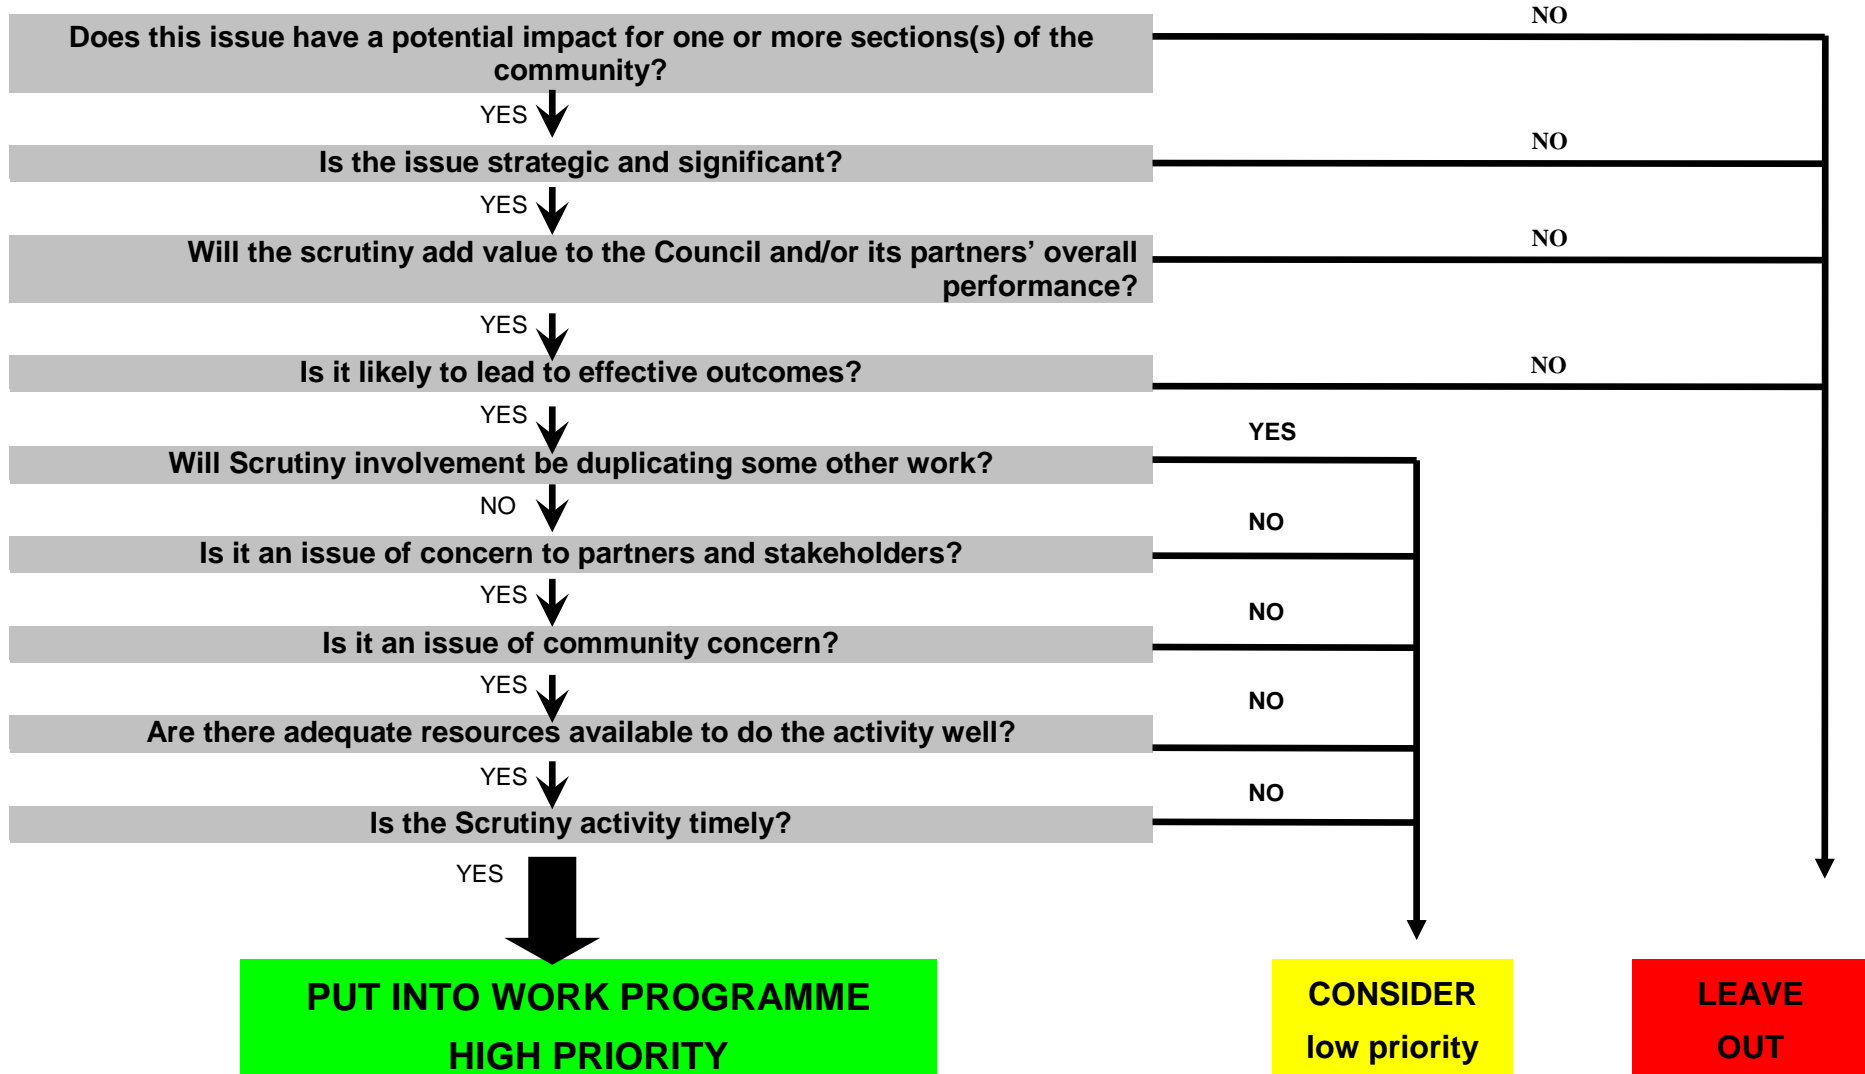 NO
Does this issue have a potential impact for one or more sections(s) of the
community?
YES
NO
Is the issue strategic and significant?
YES
NO
Will the scrutiny add value to the Council and/or its partners’ overall
performance?
YES
NO
Is it likely to lead to effective outcomes?
YES
YES
Will Scrutiny involvement be duplicating some other work?
NO
NO
Is it an issue of concern to partners and stakeholders?
YES
NO
Is it an issue of community concern?
YES
NO
Are there adequate resources available to do the activity well?
YES
NO
Is the Scrutiny activity timely?
YES
PUT INTO WORK PROGRAMME
HIGH PRIORITY
CONSIDER
low priority
LEAVE
OUT